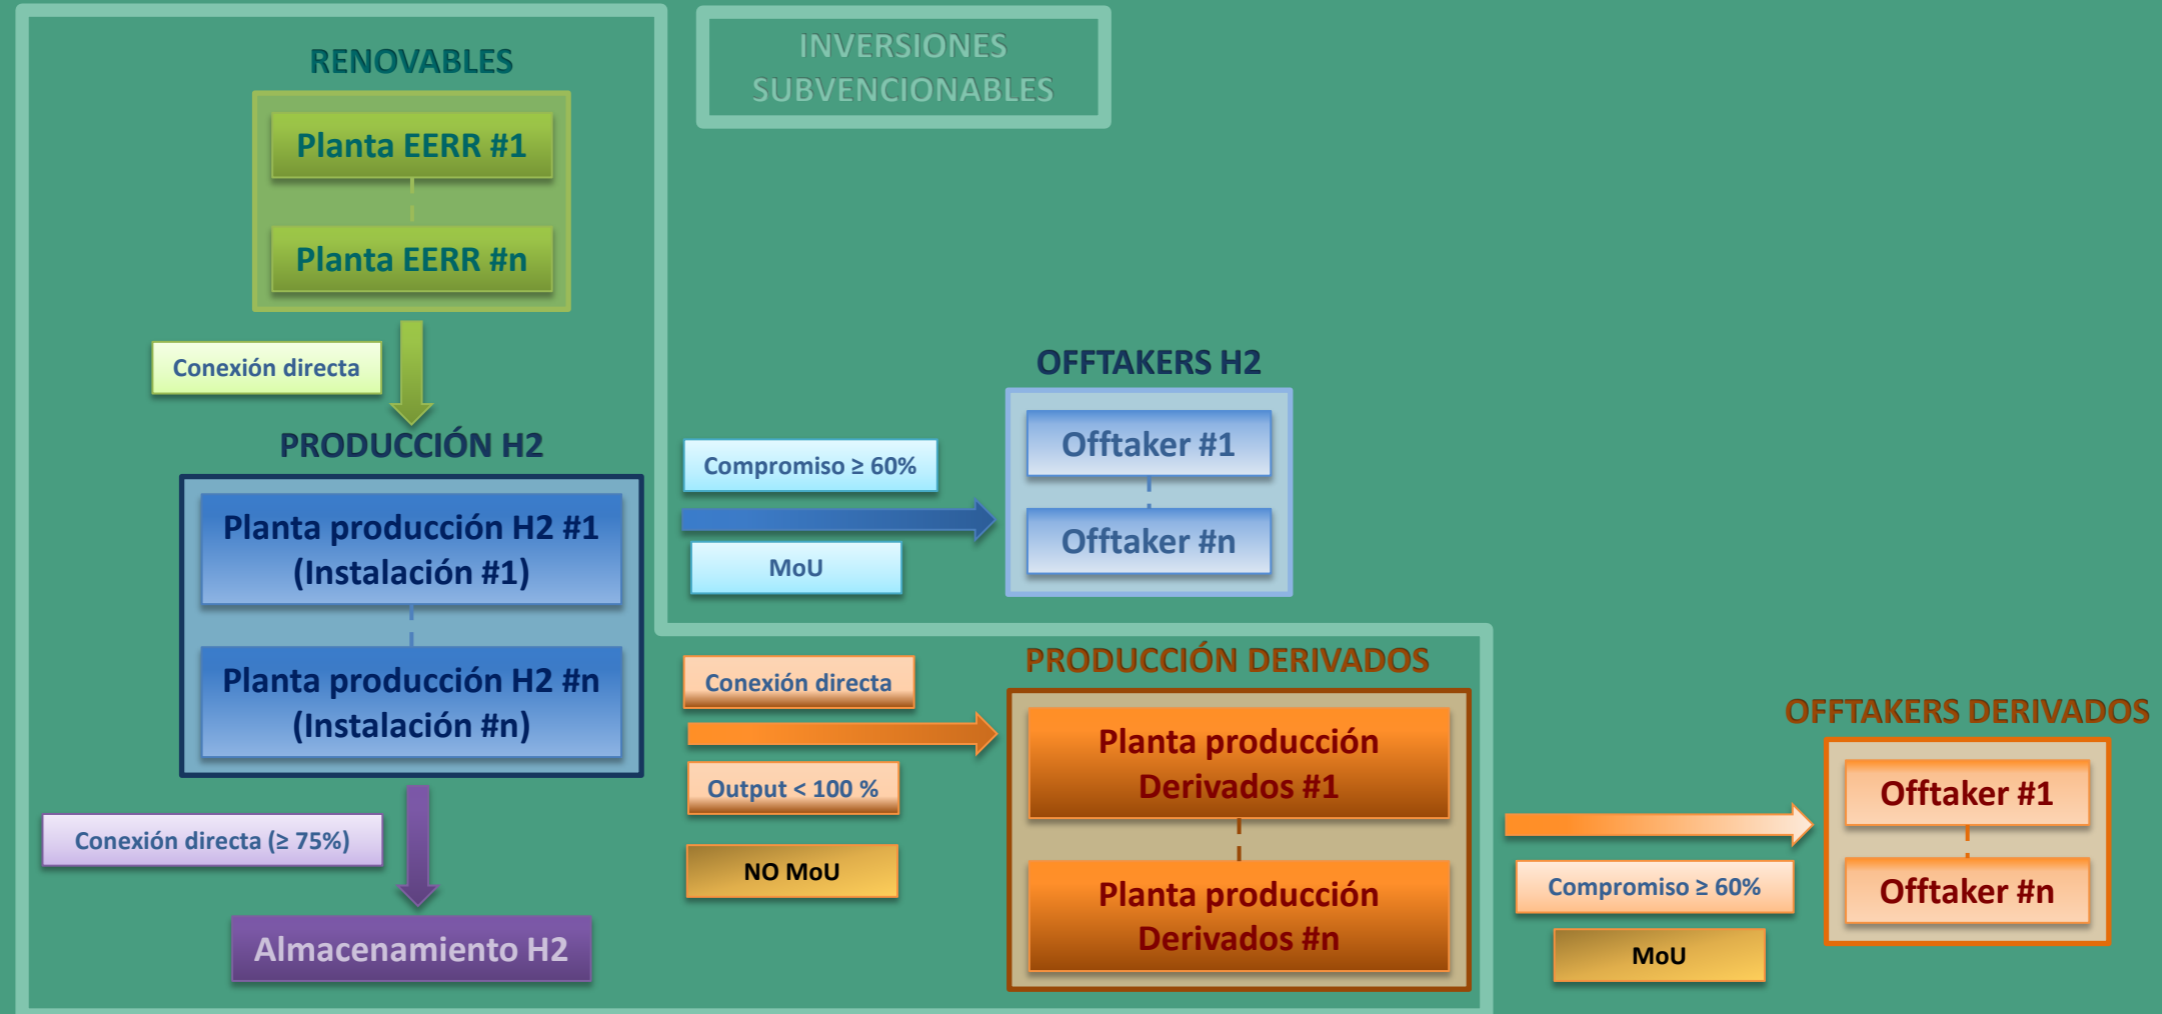 INVERSIONES
SUBVENCIONABLES
RENOVABLES
Planta EERR #1
Planta EERR #n
Conexión directa
PRODUCCIÓN H2
Planta producción H2 #1
(Instalación #1)
Planta producción H2 #n
(Instalación #n)
Conexión directa (≥ 75%)
Almacenamiento H2
Compromiso ≥ 60%
MoU
OFFTAKERS H2
Offtaker #1
Offtaker #n
Conexión directa
Output < 100 %
NO MoU
PRODUCCIÓN DERIVADOS
Planta producción
Derivados #1
Planta producción
Derivados #n
Compromiso ≥ 60%
MoU
OFFTAKERS DERIVADOS
Offtaker #1
Offtaker #n